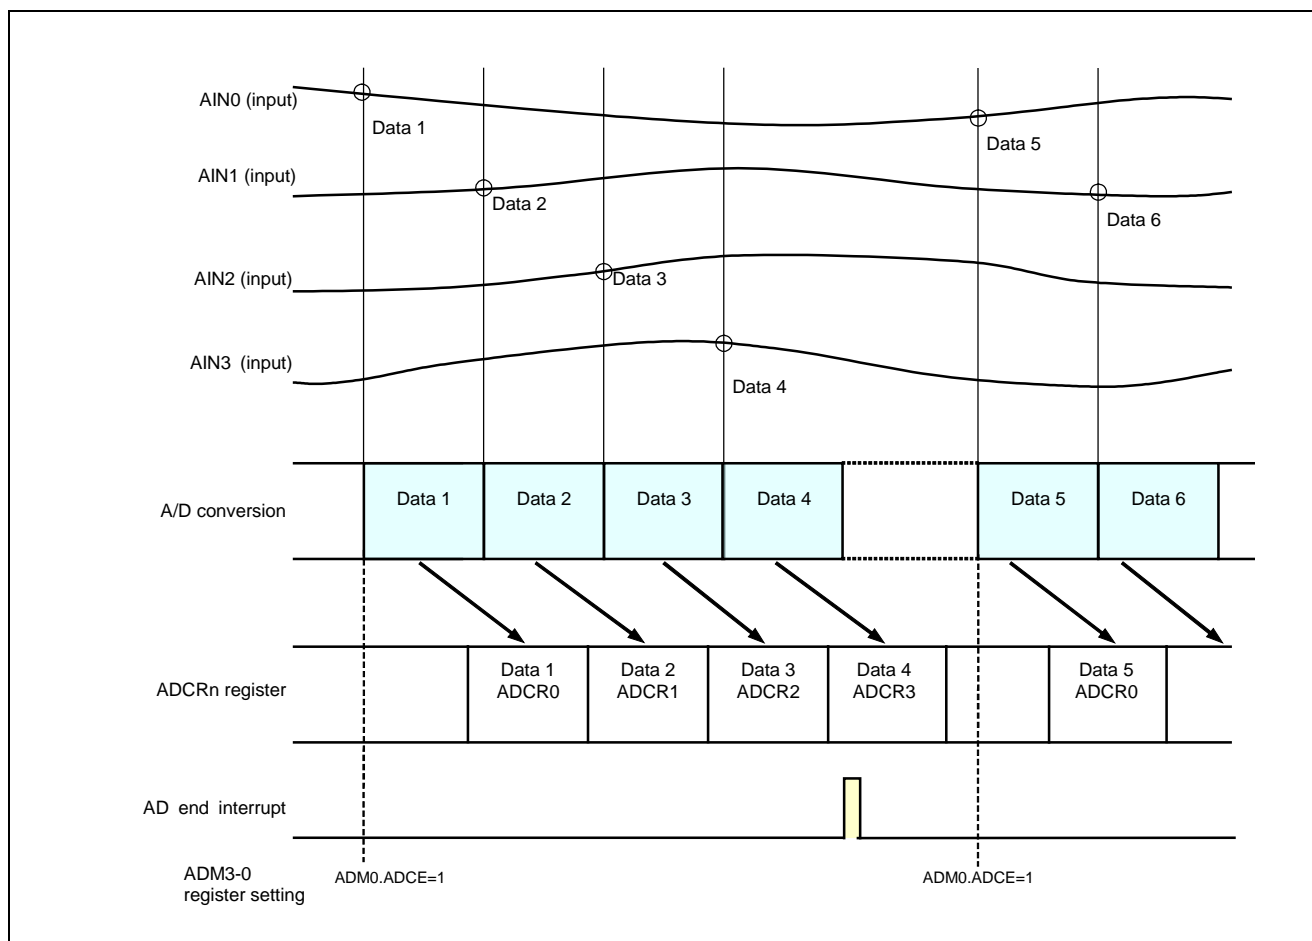 AIN0 (input)
Data 1
Data 5
AIN1 (input)
Data 2
Data 6
AIN2 (input)
Data 3
AIN3 (input)
Data 4
A/D conversion
Data 1
Data 2
Data 3
Data 4
Data 5
Data 6
ADCRn register
Data 1
ADCR0
Data 2
ADCR1
Data 3
ADCR2
Data 4
ADCR3
Data 5
ADCR0
AD end interrupt
ADM3-0
register setting
ADM0.ADCE=1
ADM0.ADCE=1